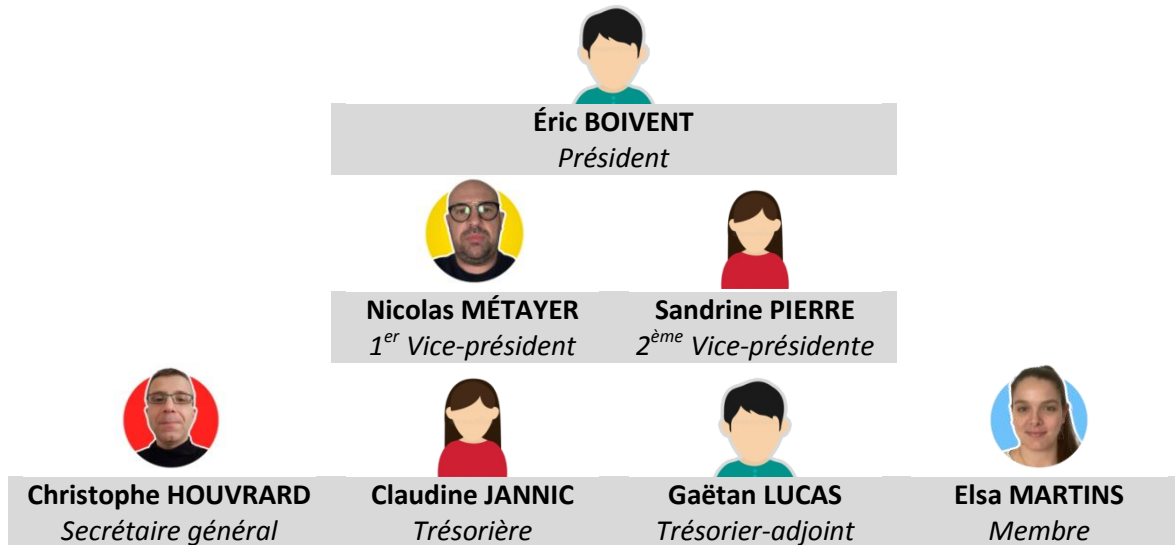 Éric BOIVENT
Président
Nicolas MÉTAYER
1er Vice-président
Sandrine PIERRE
2ème Vice-présidente
Christophe HOUVRARD
Secrétaire général
Claudine JANNIC
Trésorière
Gaëtan LUCAS
Trésorier-adjoint
Elsa MARTINS
Membre